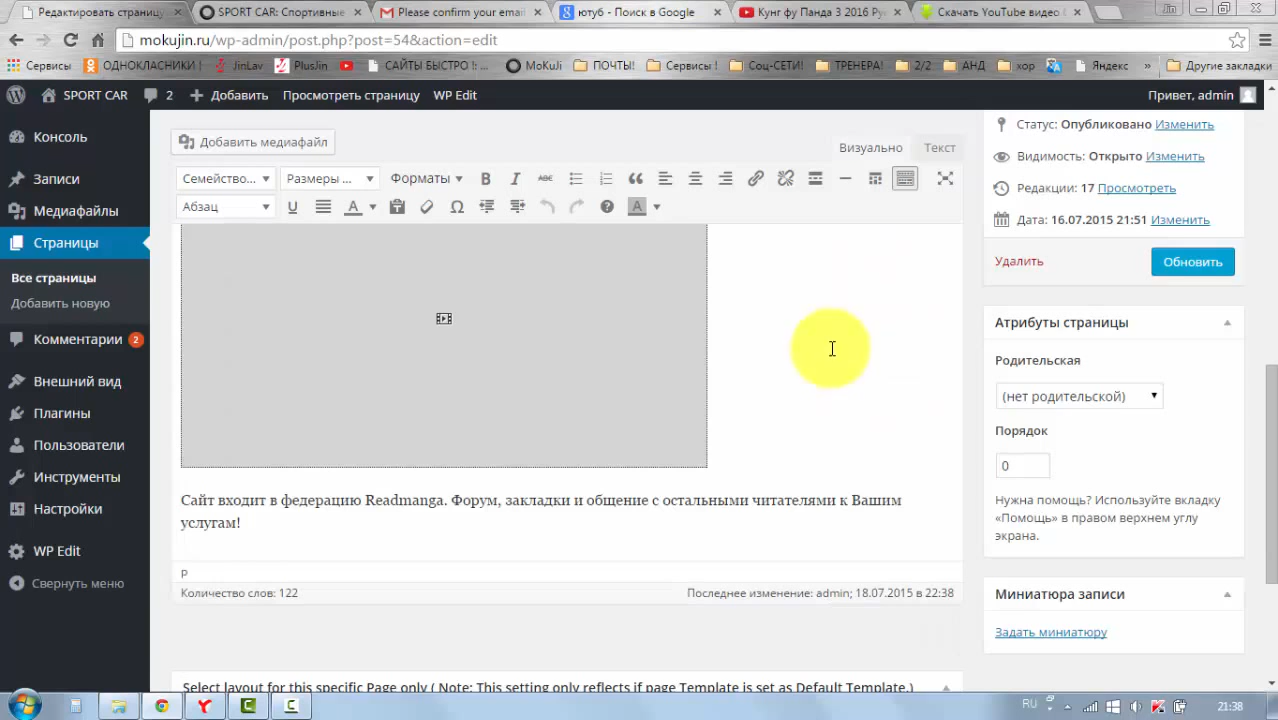 Редактировать страницу
SPORT CAR: Спортивные
Please confirm your email
ютуб - Поиск в Google
Кунг фу Панда 3 2016 Ру
Скачать YouTube видео б
Jin
mokujin.ru/wp-admin/post.php?post=54&action=edit
Сервисы
ОДНОКЛАСНИКИ !
JinLav
PlusJin
САЙТЫ БЫСТРО !: ...
MoKuJi
ПОЧТЫ!
Сервисы !
Соц-СЕТИ!
ТРЕНЕРА!
2/2
АНД
хор
Яндекс
»
Другие закладки
SPORT CAR
2
Добавить
Просмотреть страницу
WP Edit
Привет, admin
Консоль
Записи
Медиафайлы
Страницы
Все страницы
Добавить новую
Комментарии 2
Внешний вид
Плагины
Пользователи
Инструменты
Настройки
WP Edit
Свернуть меню
Добавить медиафайл
Визуально
Текст
Семейство...
Размеры ...
Форматы
B
I
ABC
Абзац
U
A
Ω
A
Сайт входит в федерацию Readmanga. Форум, закладки и общение с остальными читателями к Вашим
услугам!
p
Количество слов: 122
Последнее изменение: admin; 18.07.2015 в 22:38
Select layout for this specific Page only ( Note: This setting only reflects if page Template is set as Default Template.)
Статус: Опубликовано Изменить
Видимость: Открыто Изменить
Редакции: 17 Просмотреть
Дата: 16.07.2015 21:51 Изменить
Удалить
Обновить
Атрибуты страницы
Родительская
(нет родительской)
Порядок
0
Нужна помощь? Используйте вкладку
«Помощь» в правом верхнем углу
экрана.
Миниатюра записи
Задать миниатюру
RU
21:38